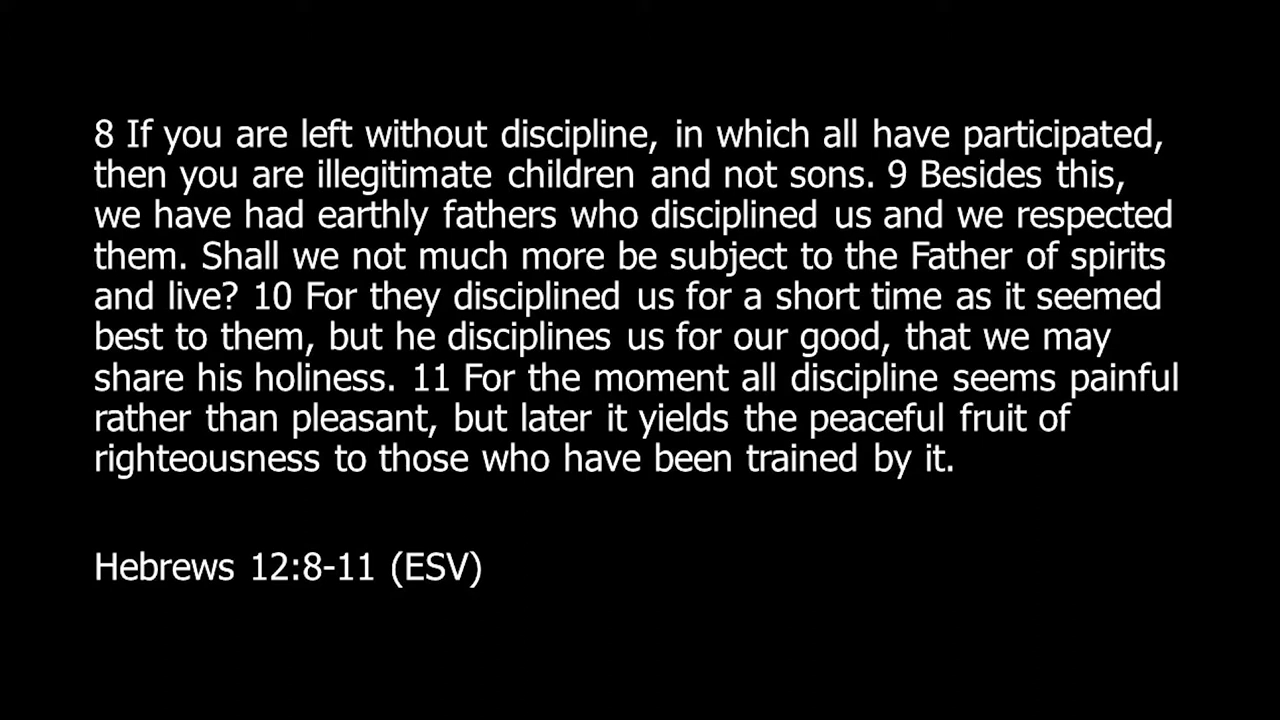 8 If you are left without discipline, in which all have participated,
then you are illegitimate children and not sons. 9 Besides this,
we have had earthly fathers who disciplined us and we respected
them. Shall we not much more be subject to the Father of spirits
and live? 10 For they disciplined us for a short time as it seemed
best to them, but he disciplines us for our good, that we may
share his holiness. 11 For the moment all discipline seems painful
rather than pleasant, but later it yields the peaceful fruit of
righteousness to those who have been trained by it.
Hebrews 12:8-11 (ESV)